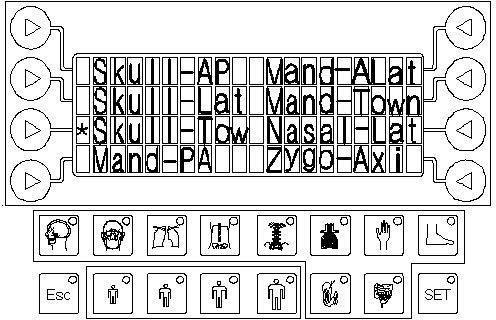 Skull-AP Mand-ALat
Skull-Lat Mand-Town
*Skull-Tow Nasal-Lat
Mand-PA Zygo-Axi
Esc SET